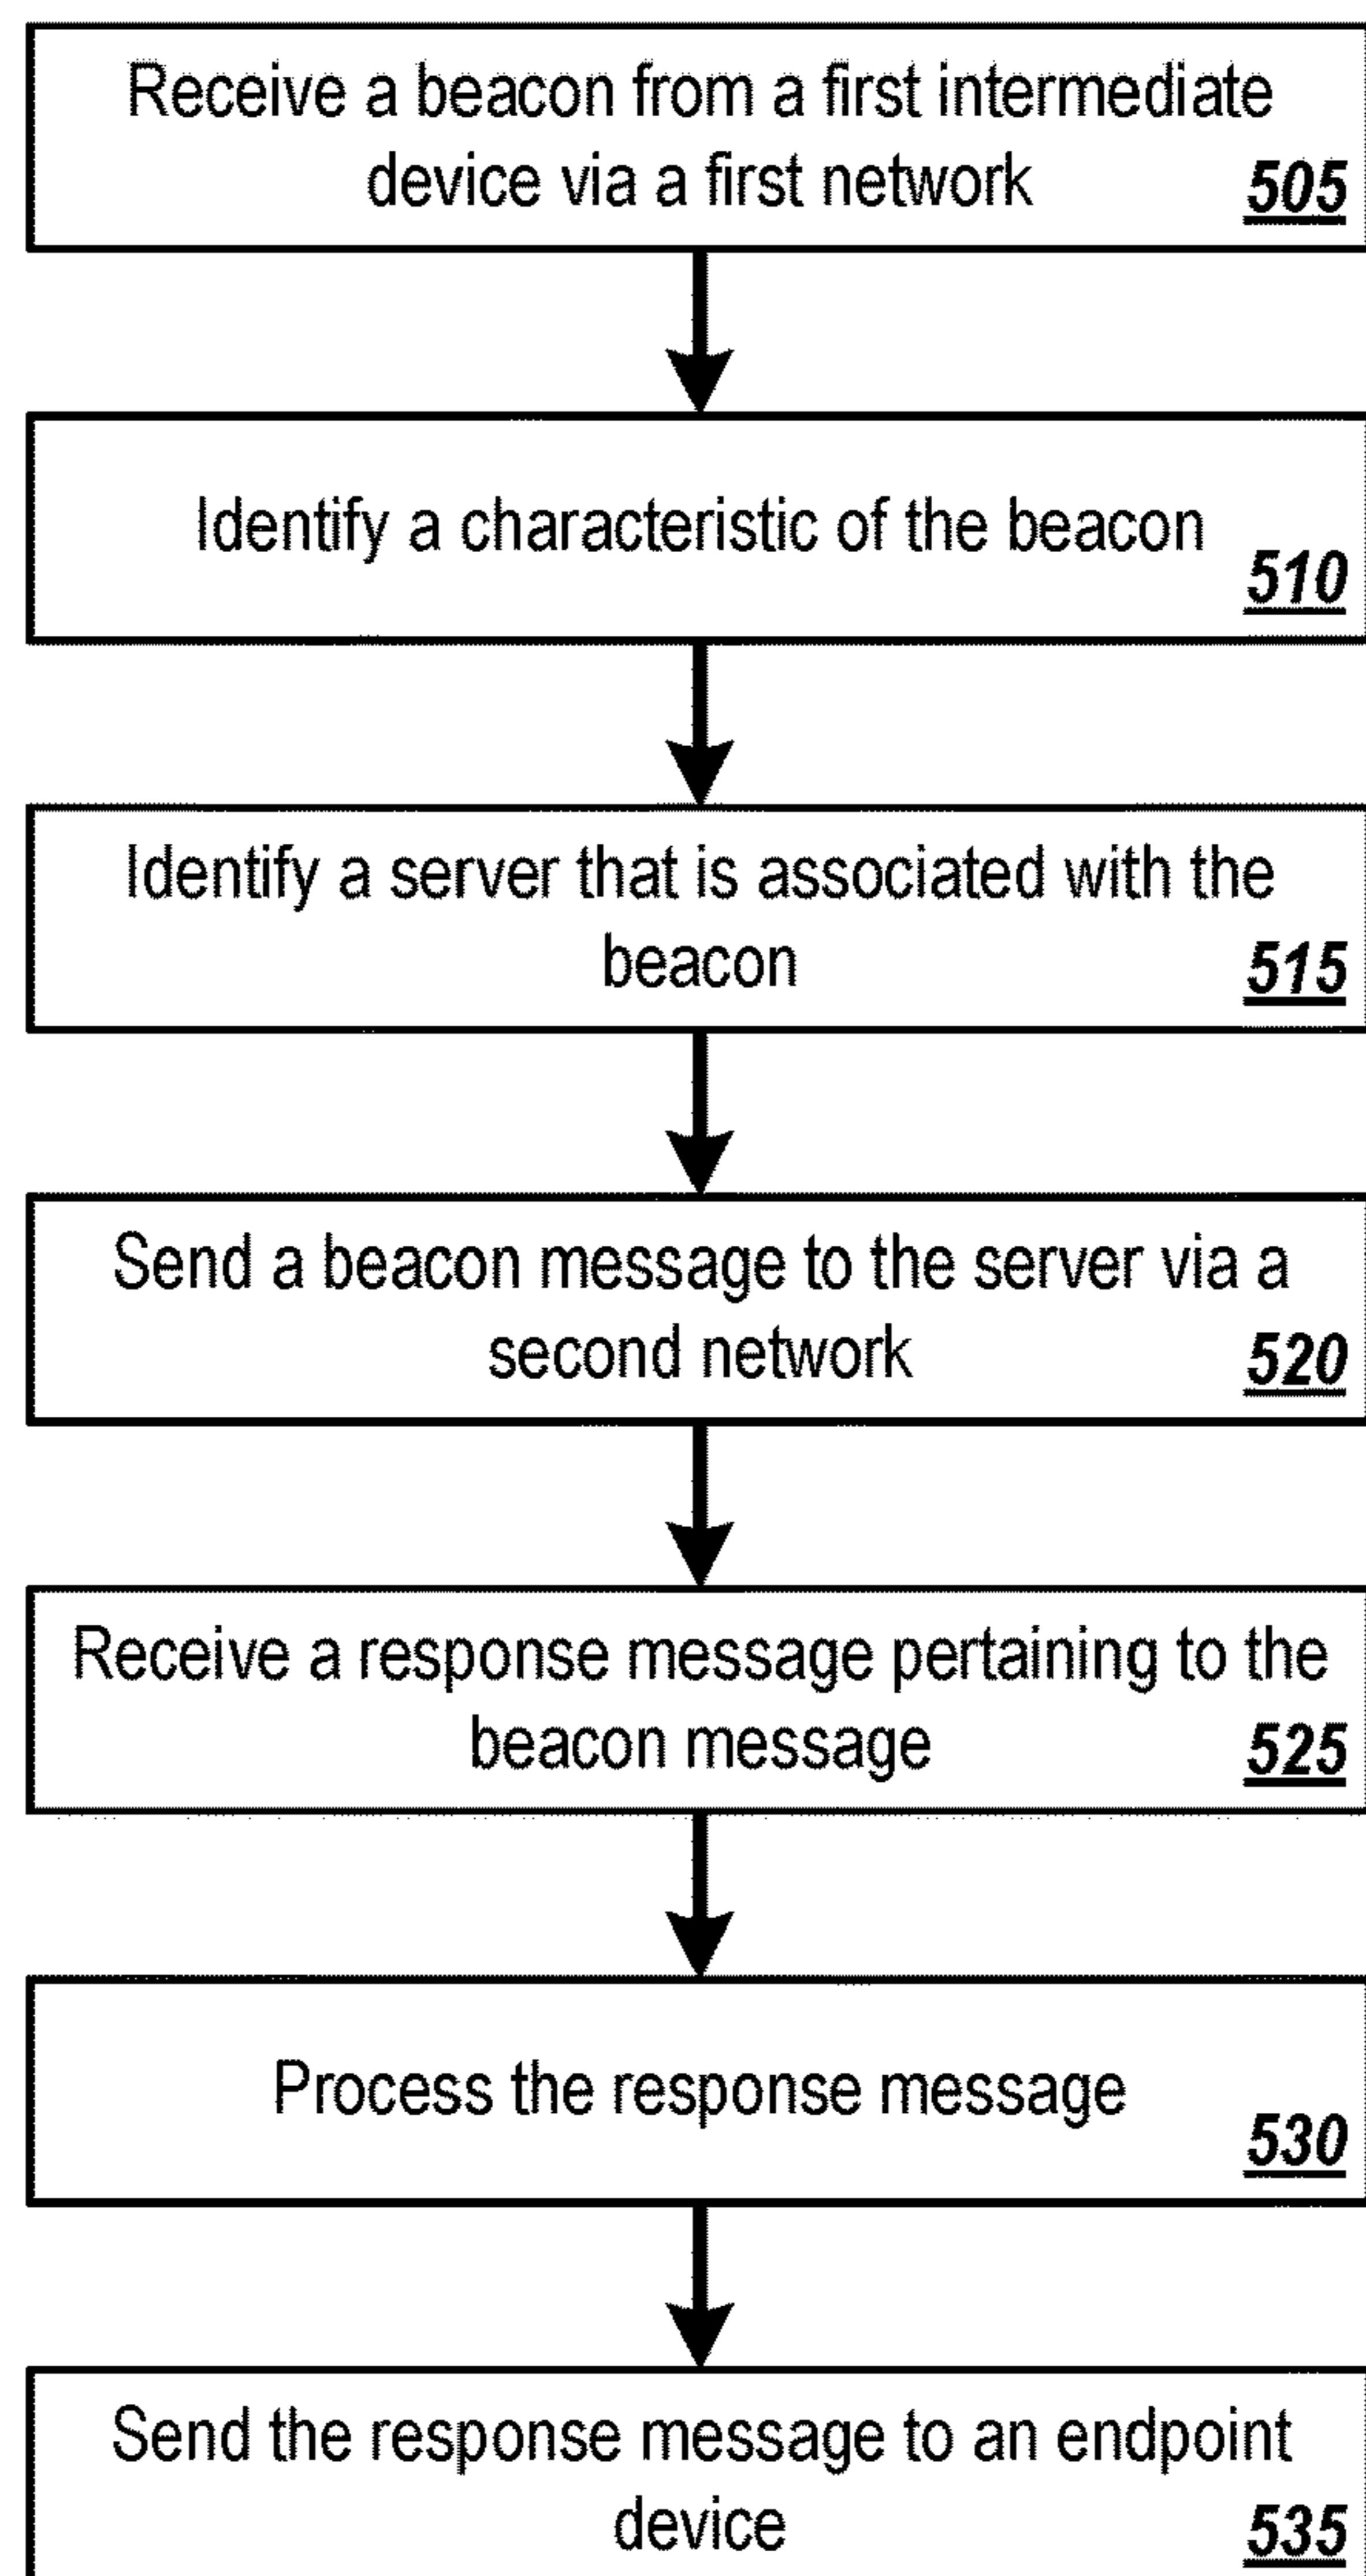 Receive a beacon from a first intermediate
device via a first network
505
Identify a characteristic of the beacon
510
Identify a server that is associated with the
beacon
515
Send a beacon message to the server via a
second network
520
Receive a response message pertaining to the
beacon message
525
Process the response message
530
Send the response message to an endpoint
device
535